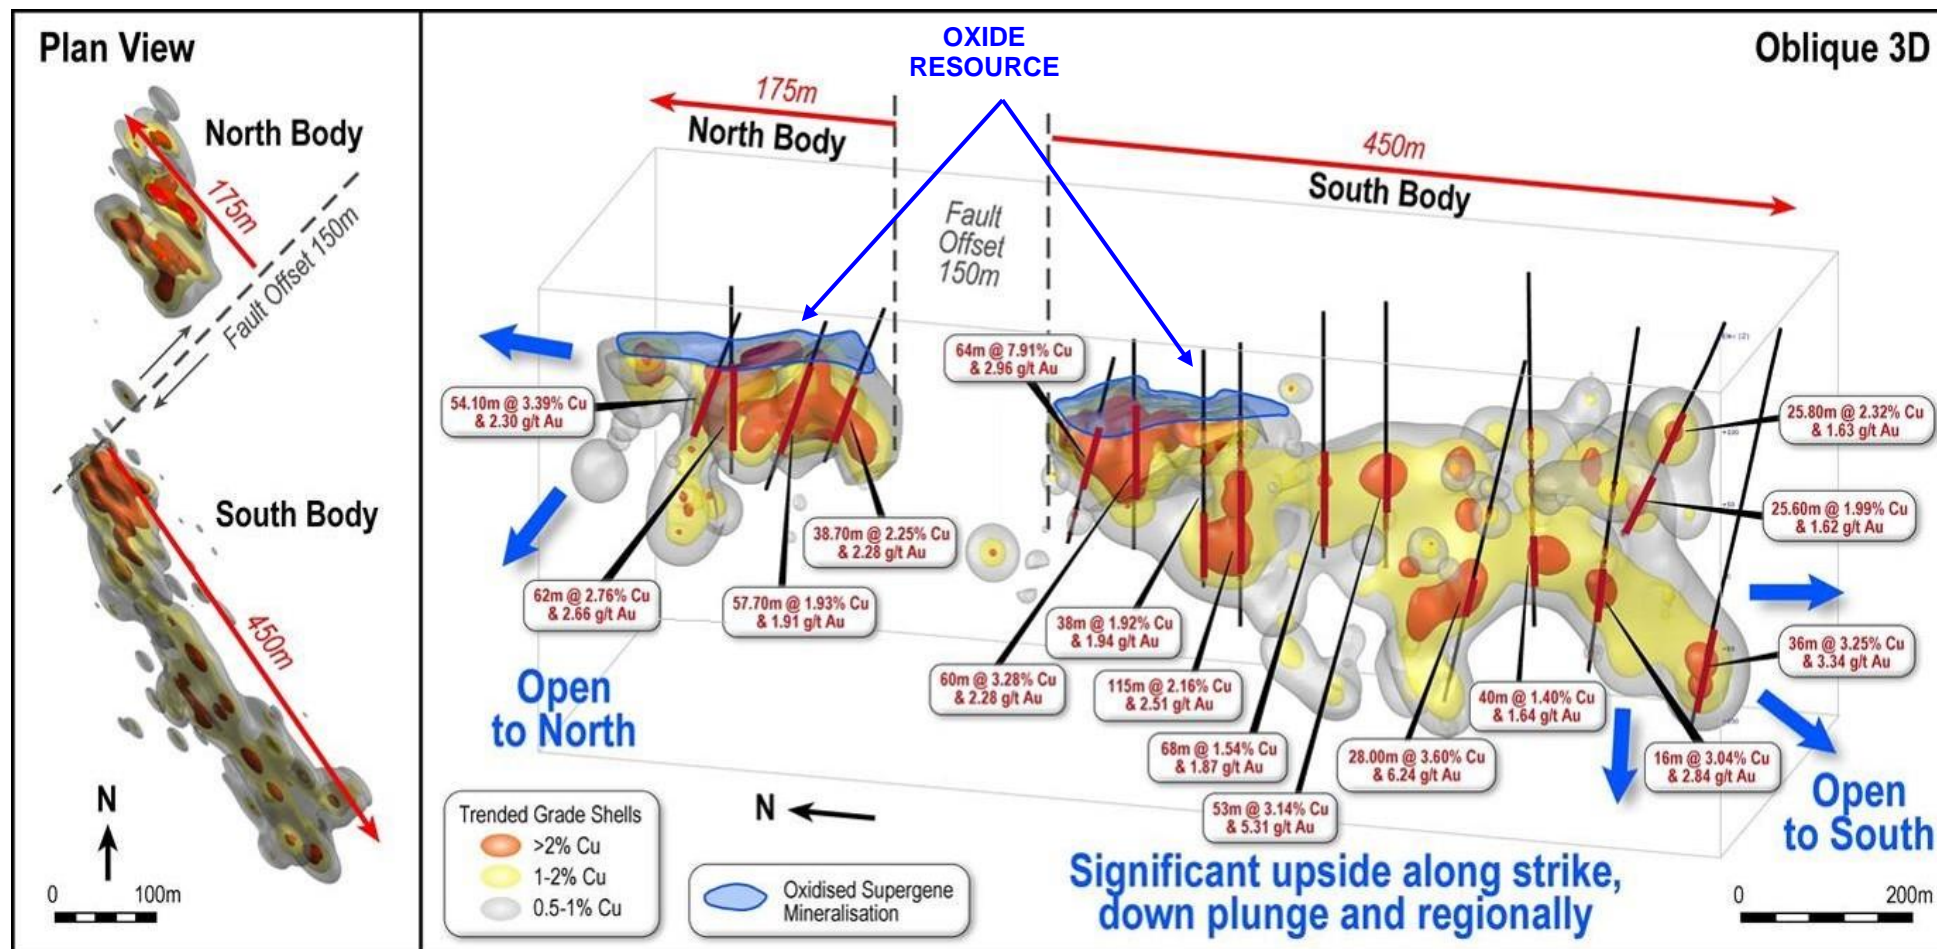 Plan View
North Body
175m
Fault Offset 150m
South Body
450m
N
0 100m
OXIDE
RESOURCE
Oblique 3D
175m
North Body
450m
South Body
Fault
Offset
150m
64m @ 7.91% Cu
& 2.96 g/t Au
54.10m @ 3.39% Cu
& 2.30 g/t Au
25.80m @ 2.32% Cu
& 1.63 g/t Au
25.60m @ 1.99% Cu
& 1.62 g/t Au
38.70m @ 2.25% Cu
& 2.28 g/t Au
62m @ 2.76% Cu
& 2.66 g/t Au
57.70m @ 1.93% Cu
& 1.91 g/t Au
38m @ 1.92% Cu
& 1.94 g/t Au
36m @ 3.25% Cu
& 3.34 g/t Au
60m @ 3.28% Cu
& 2.28 g/t Au
115m @ 2.16% Cu
& 2.51 g/t Au
40m @ 1.40% Cu
& 1.64 g/t Au
68m @ 1.54% Cu
& 1.87 g/t Au
28.00m @ 3.60% Cu
& 6.24 g/t Au
16m @ 3.04% Cu
& 2.84 g/t Au
53m @ 3.14% Cu
& 5.31 g/t Au
Open
to North
Open
to South
Trended Grade Shells
>2% Cu
1-2% Cu
0.5-1% Cu
N
Oxidised Supergene
Mineralisation
Significant upside along strike,
down plunge and regionally
0 200m